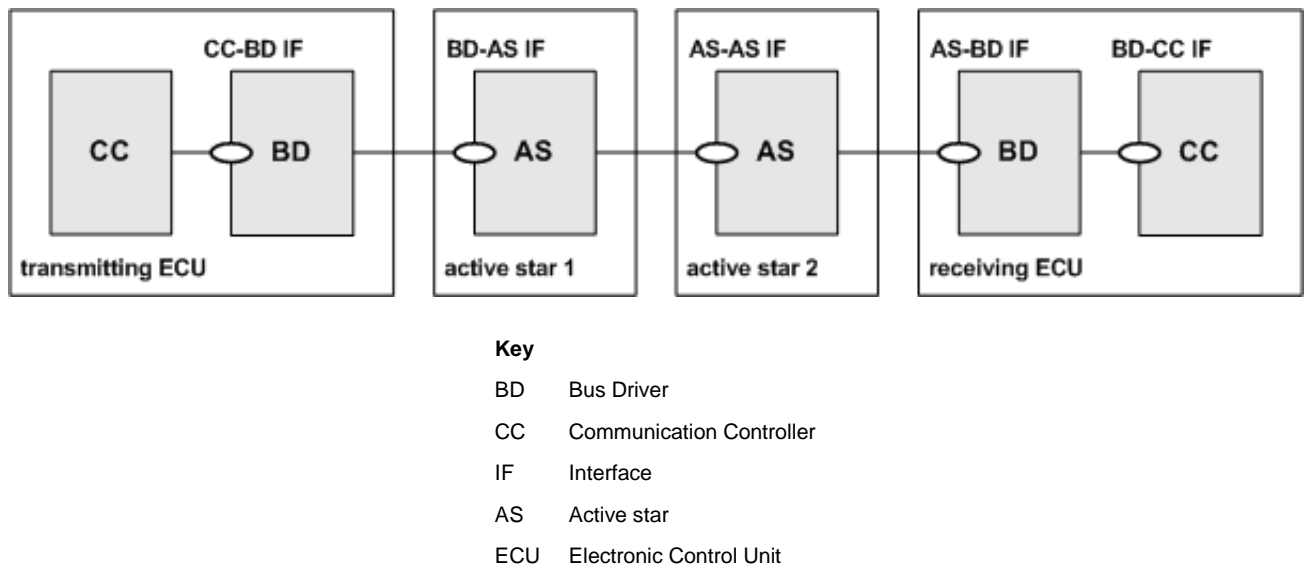 CC-BD IF
BD-AS IF
AS-AS IF
AS-BD IF
BD-CC IF
CC
BD
AS
AS
BD
CC
transmitting ECU
active star 1
active star 2
receiving ECU
Key
BD Bus Driver
CC Communication Controller
IF Interface
AS Active star
ECU Electronic Control Unit